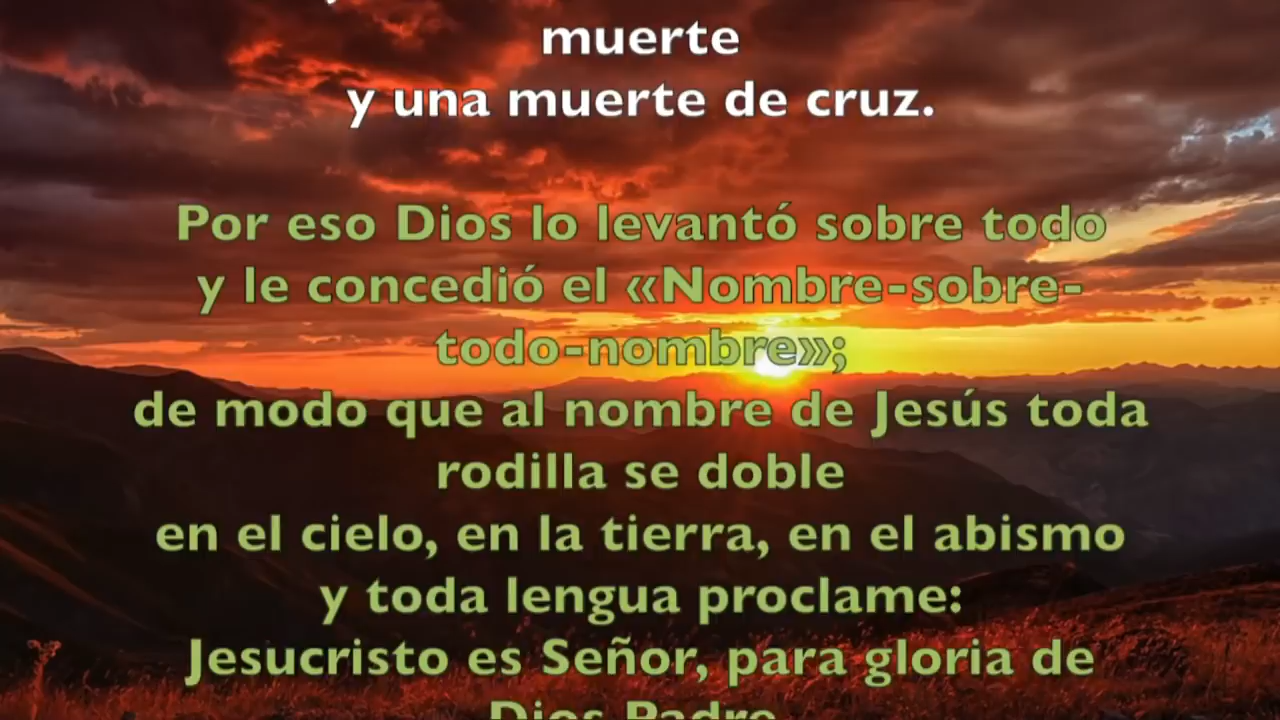 muerte
y una muerte de cruz.
Por eso Dios lo levantó sobre todo
y le concedió el «Nombre-sobre-
todo-nombre»;
de modo que al nombre de Jesús toda
rodilla se doble
en el cielo, en la tierra, en el abismo
y toda lengua proclame:
Jesucristo es Señor, para gloria de
Dios Padre.